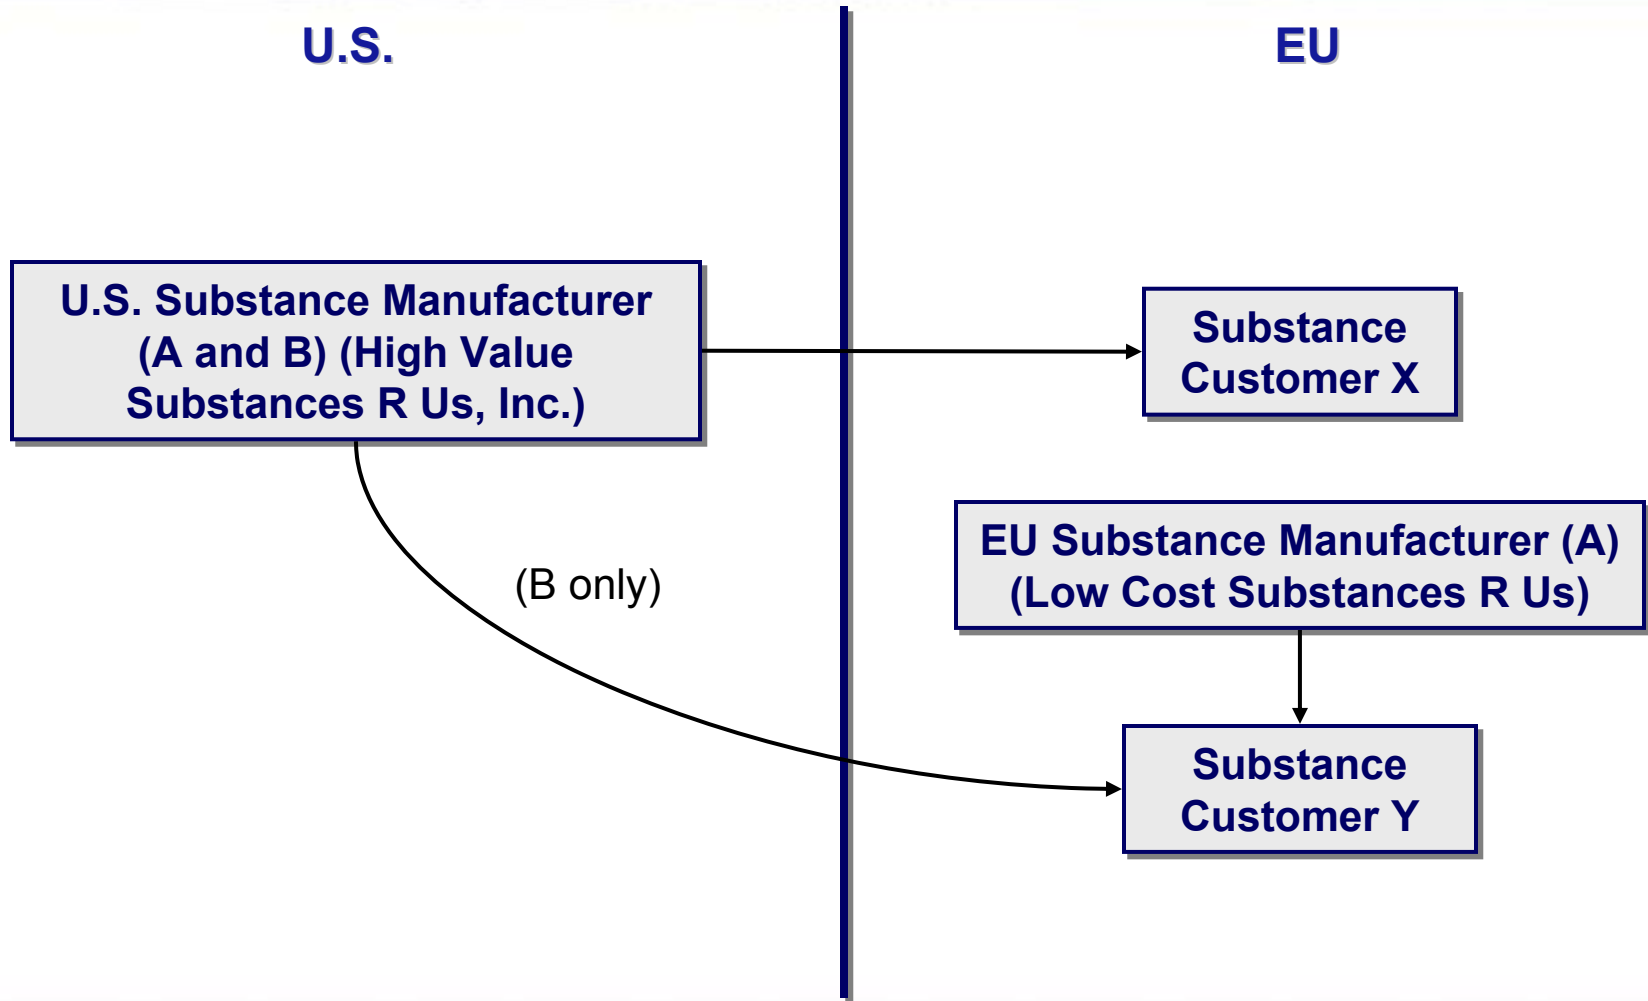 U.S.
EU
U.S. Substance Manufacturer
(A and B) (High Value
Substances R Us, Inc.)
Substance
Customer X
EU Substance Manufacturer (A)
(Low Cost Substances R Us)
(B only)
Substance
Customer Y